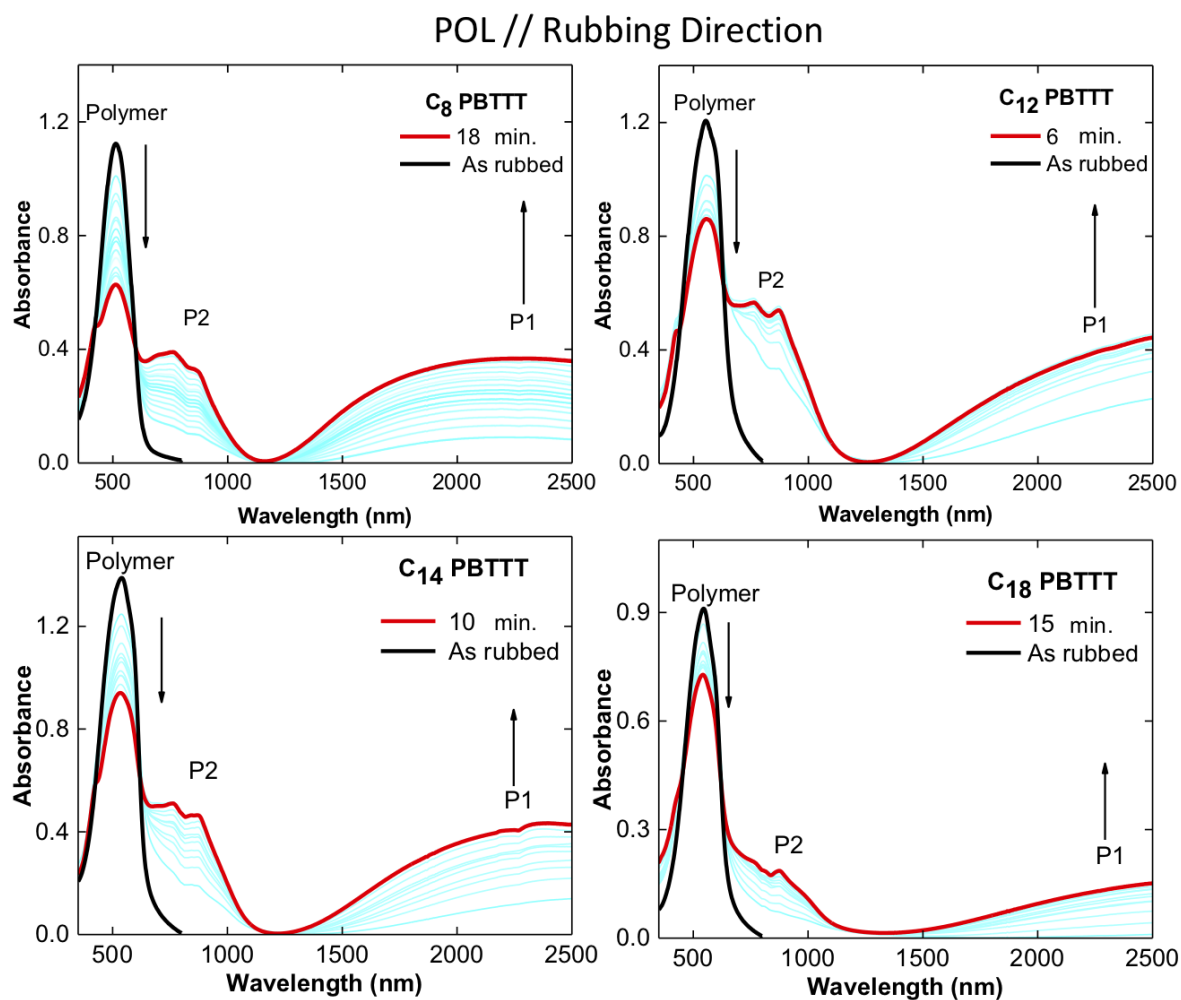 POL // Rubbing Direction
Polymer
C8 PBTTT
18 min.
As rubbed
P2
P1
1.2
0.8
0.4
0.0
Absorbance
500 1000 1500 2000 2500
Wavelength (nm)
Polymer
C12 PBTTT
6 min.
As rubbed
P2
P1
1.2
0.8
0.4
0.0
Absorbance
500 1000 1500 2000 2500
Wavelength (nm)
Polymer
C14 PBTTT
10 min.
As rubbed
P2
P1
1.2
0.8
0.4
0.0
Absorbance
500 1000 1500 2000 2500
Wavelength (nm)
Polymer
C18 PBTTT
15 min.
As rubbed
P2
P1
0.9
0.6
0.3
0.0
Absorbance
500 1000 1500 2000 2500
Wavelength (nm)